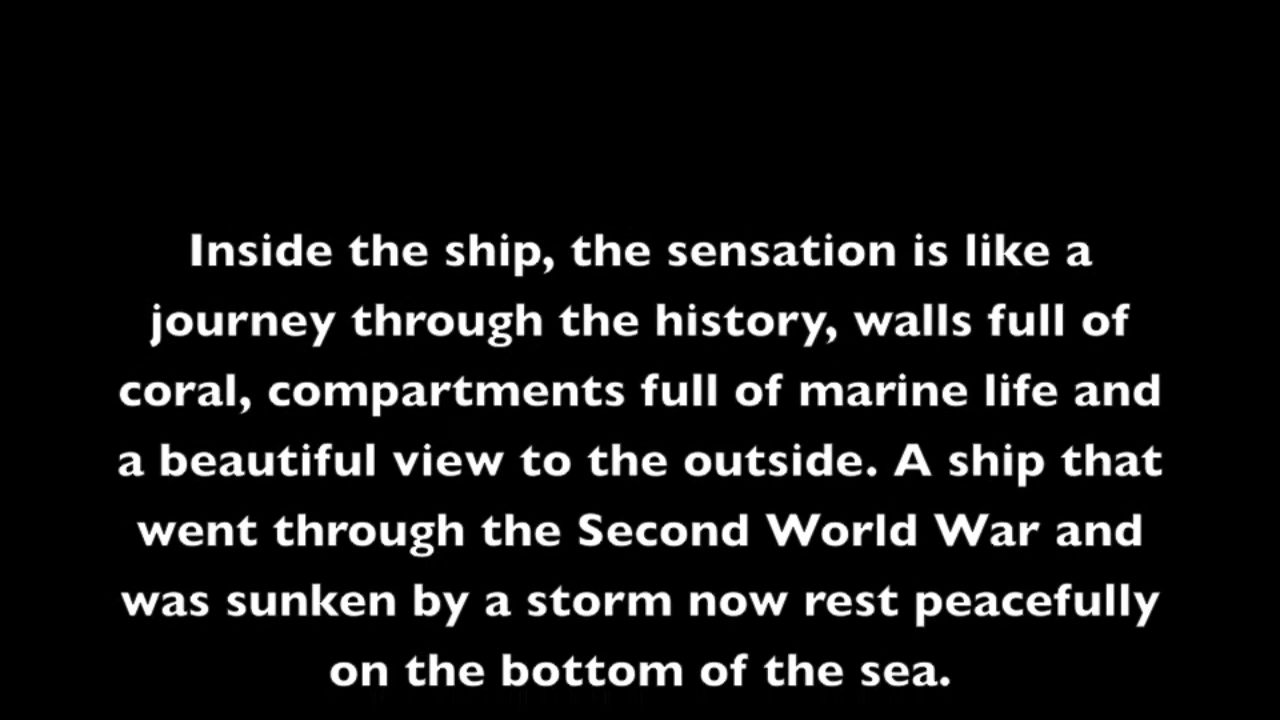 Inside the ship, the sensation is like a
journey through the history, walls full of
coral, compartments full of marine life and
a beautiful view to the outside. A ship that
went through the Second World War and
was sunken by a storm now rest peacefully
on the bottom of the sea.